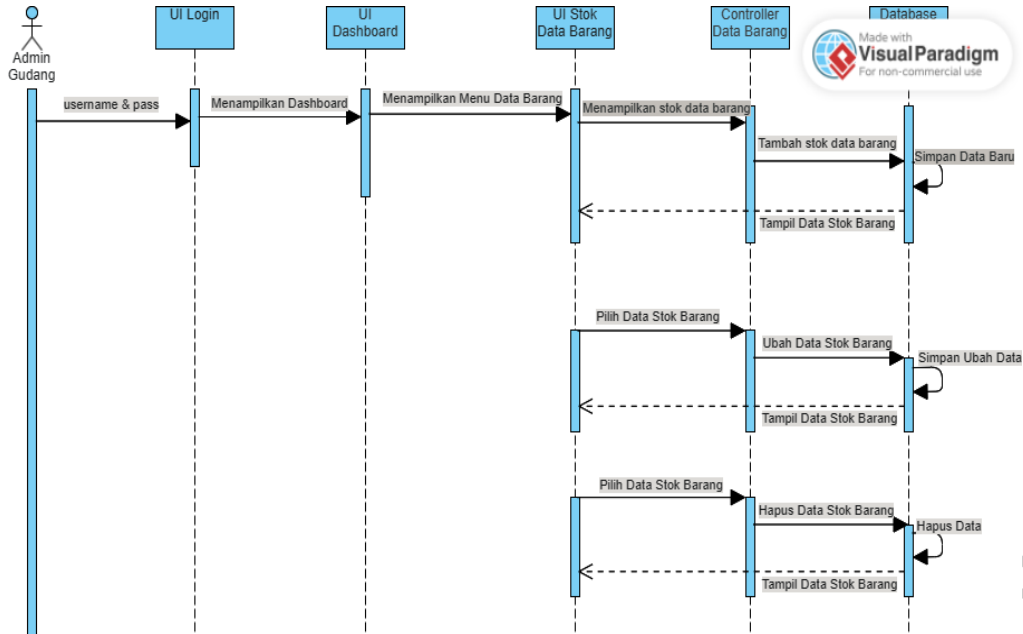 UI Login
UI
Dashboard
UI Stok
Data Barang
Controller
Data Barang
Database
Made with
Visual Paradigm
For non-commercial use
Admin
Gudang
username & pass
Menampilkan Dashboard
Menampilkan Menu Data Barang
Menampilkan stok data barang
Tambah stok data barang
Simpan Data Baru
Tampil Data Stok Barang
Pilih Data Stok Barang
Ubah Data Stok Barang
Simpan Ubah Data
Tampil Data Stok Barang
Pilih Data Stok Barang
Hapus Data Stok Barang
Hapus Data
Tampil Data Stok Barang